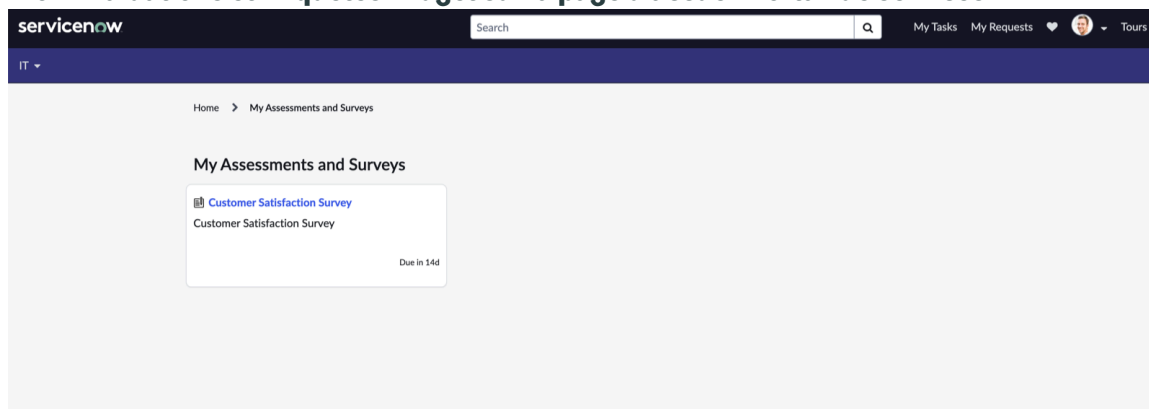 servicenow
Search
My Tasks My Requests Tours
IT
Home > My Assessments and Surveys
My Assessments and Surveys
Customer Satisfaction Survey
Customer Satisfaction Survey
Due in 14d